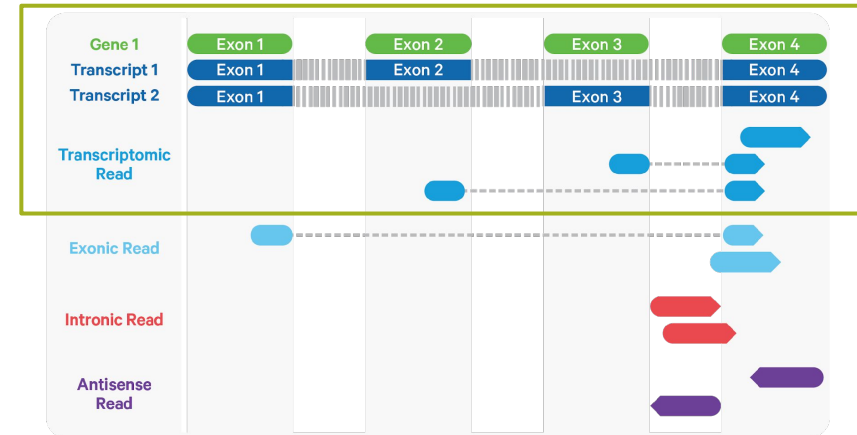 Gene 1 Exon 1 Exon 2 Exon 3 Exon 4
Transcript 1 Exon 1 Exon 2 Exon 4
Transcript 2 Exon 1 Exon 3 Exon 4
Transcriptomic
Read
Exonic Read
Intronic Read
Antisense
Read